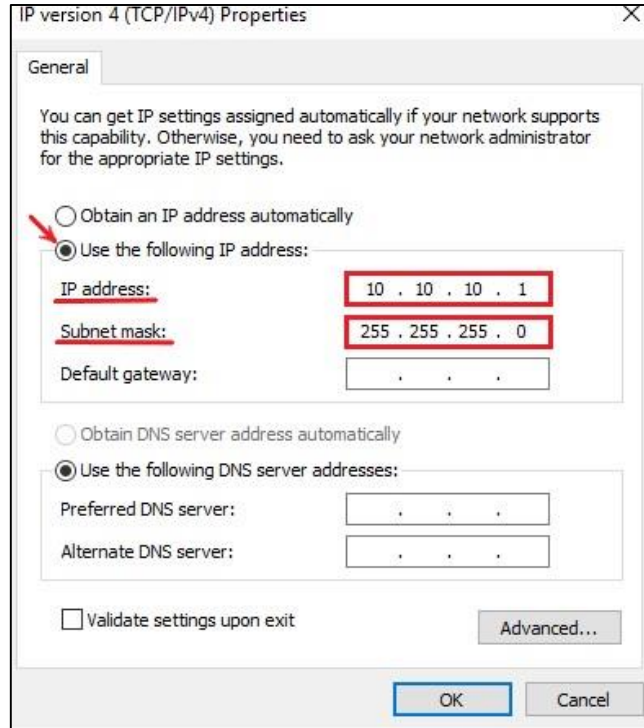 IP version 4 (TCP/IPv4) Properties
General
You can get IP settings assigned automatically if your network supports
this capability. Otherwise, you need to ask your network administrator
for the appropriate IP settings.
Obtain an IP address automatically
Use the following IP address:
IP address: 10 . 10 . 10 . 1
Subnet mask: 255 . 255 . 255 . 0
Default gateway: . . .
Obtain DNS server address automatically
Use the following DNS server addresses:
Preferred DNS server: . . .
Alternate DNS server: . . .
Validate settings upon exit
Advanced...
OK Cancel